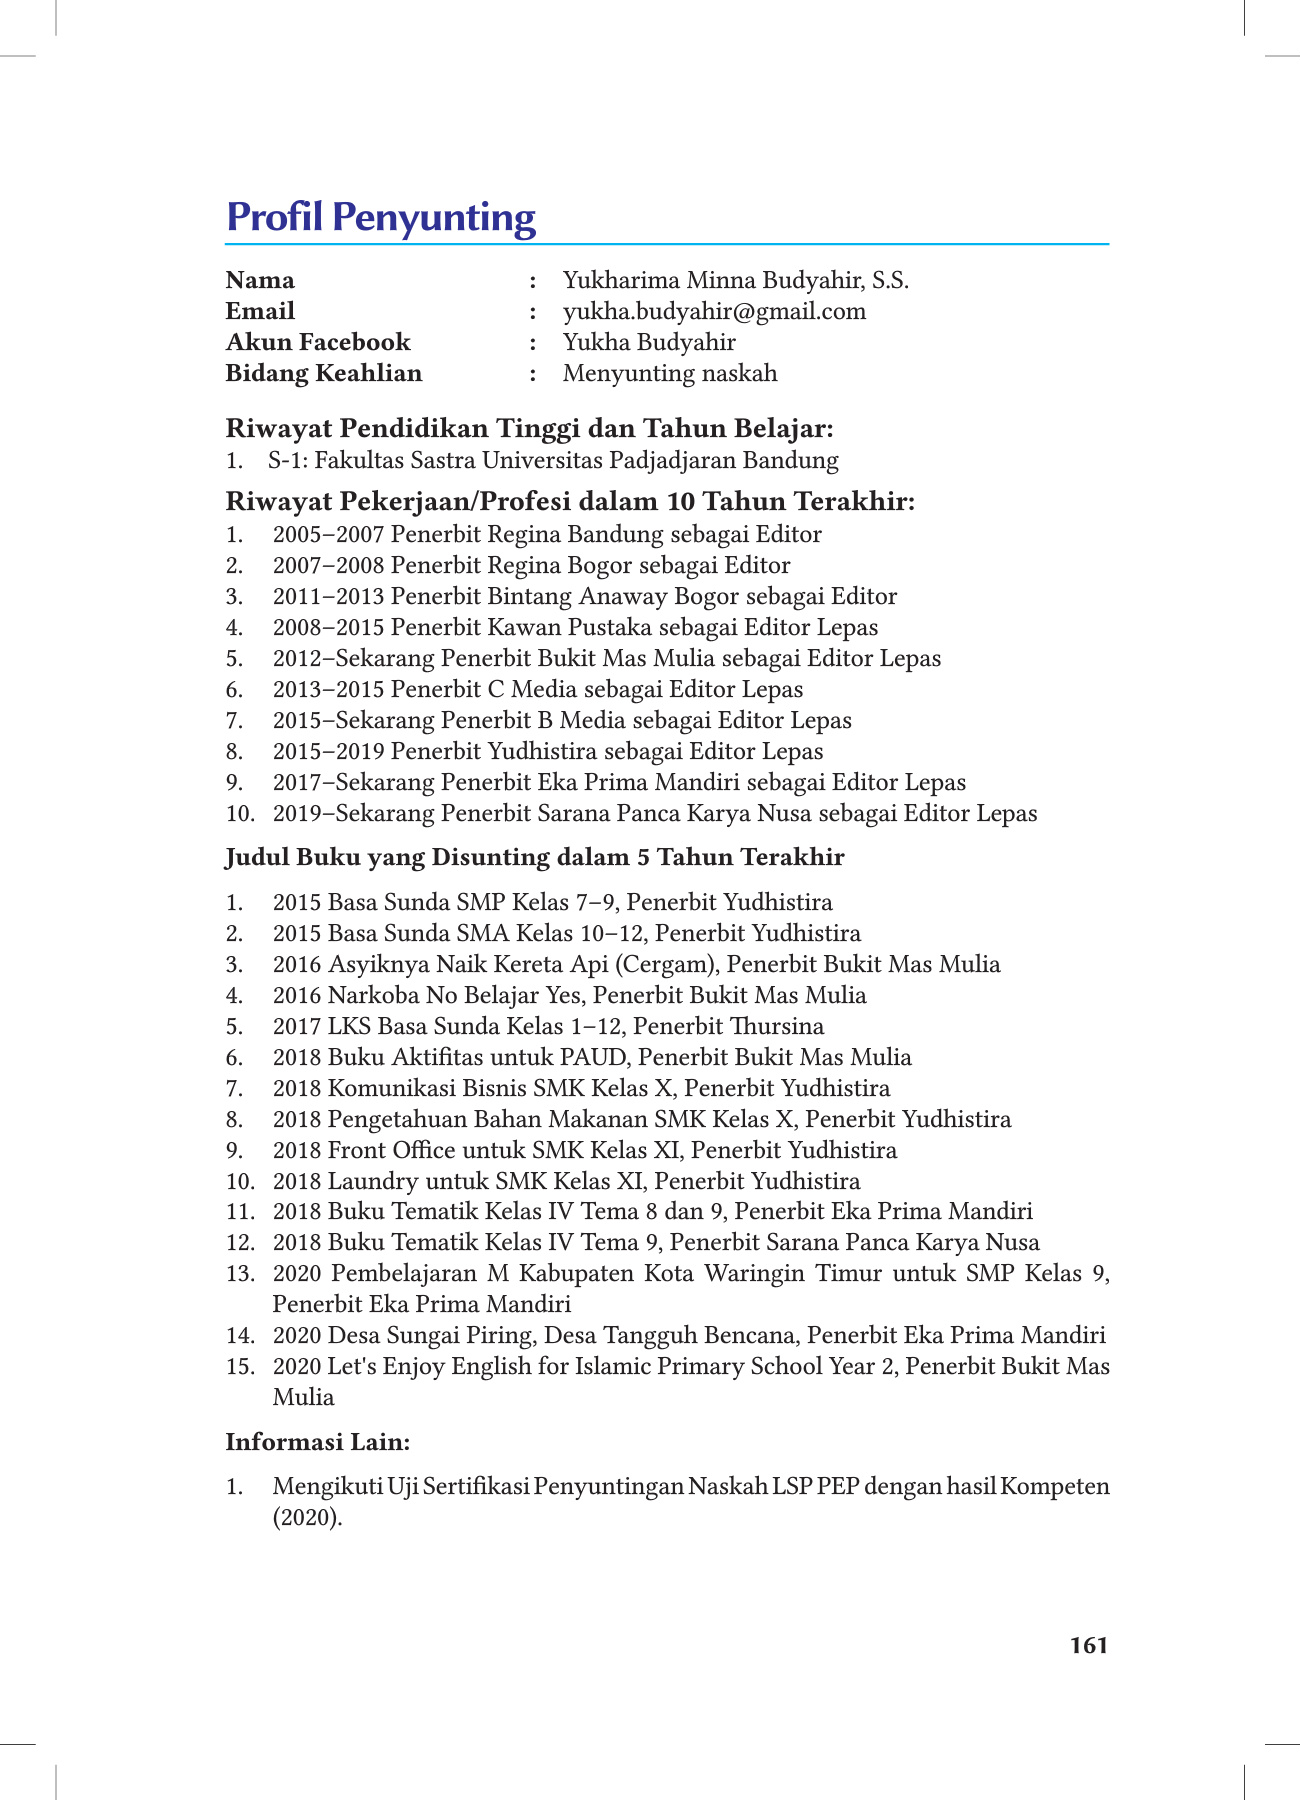 Profil Penyunting
Nama : Yukharima Minna Budyahir, S.S.
Email : yukha.budyahir@gmail.com
Akun Facebook : Yukha Budyahir
Bidang Keahlian : Menyunting naskah
Riwayat Pendidikan Tinggi dan Tahun Belajar:
1. S-1: Fakultas Sastra Universitas Padjadjaran Bandung
Riwayat Pekerjaan/Profesi dalam 10 Tahun Terakhir:
1. 2005–2007 Penerbit Regina Bandung sebagai Editor
2. 2007–2008 Penerbit Regina Bogor sebagai Editor
3. 2011–2013 Penerbit Bintang Anaway Bogor sebagai Editor
4. 2008–2015 Penerbit Kawan Pustaka sebagai Editor Lepas
5. 2012–Sekarang Penerbit Bukit Mas Mulia sebagai Editor Lepas
6. 2013–2015 Penerbit C Media sebagai Editor Lepas
7. 2015–Sekarang Penerbit B Media sebagai Editor Lepas
8. 2015–2019 Penerbit Yudhistira sebagai Editor Lepas
9. 2017–Sekarang Penerbit Eka Prima Mandiri sebagai Editor Lepas
10. 2019–Sekarang Penerbit Sarana Panca Karya Nusa sebagai Editor Lepas
Judul Buku yang Disunting dalam 5 Tahun Terakhir
1. 2015 Basa Sunda SMP Kelas 7–9, Penerbit Yudhistira
2. 2015 Basa Sunda SMA Kelas 10–12, Penerbit Yudhistira
3. 2016 Asyiknya Naik Kereta Api (Cergam), Penerbit Bukit Mas Mulia
4. 2016 Narkoba No Belajar Yes, Penerbit Bukit Mas Mulia
5. 2017 LKS Basa Sunda Kelas 1–12, Penerbit Thursina
6. 2018 Buku Aktifitas untuk PAUD, Penerbit Bukit Mas Mulia
7. 2018 Komunikasi Bisnis SMK Kelas X, Penerbit Yudhistira
8. 2018 Pengetahuan Bahan Makanan SMK Kelas X, Penerbit Yudhistira
9. 2018 Front Office untuk SMK Kelas XI, Penerbit Yudhistira
10. 2018 Laundry untuk SMK Kelas XI, Penerbit Yudhistira
11. 2018 Buku Tematik Kelas IV Tema 8 dan 9, Penerbit Eka Prima Mandiri
12. 2018 Buku Tematik Kelas IV Tema 9, Penerbit Sarana Panca Karya Nusa
13. 2020 Pembelajaran M Kabupaten Kota Waringin Timur untuk SMP Kelas 9,
Penerbit Eka Prima Mandiri
14. 2020 Desa Sungai Piring, Desa Tangguh Bencana, Penerbit Eka Prima Mandiri
15. 2020 Let's Enjoy English for Islamic Primary School Year 2, Penerbit Bukit Mas
Mulia
Informasi Lain:
1. Mengikuti Uji Sertifikasi Penyuntingan Naskah LSP PEP dengan hasil Kompeten
(2020).
161